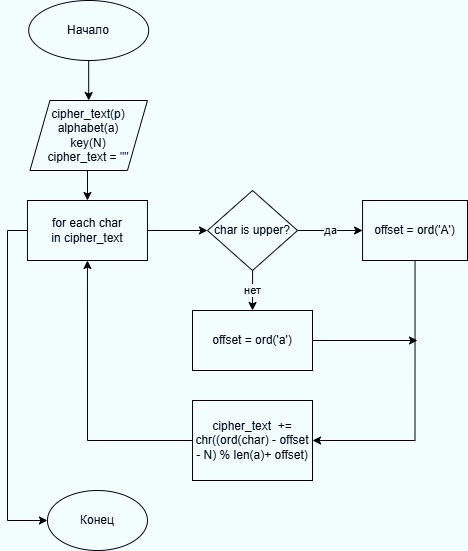 Начало
cipher_text(p)
alphabet(a)
key(N)
cipher_text = ""
for each char
in cipher_text
char is upper?
да
offset = ord('A')
нет
offset = ord('a')
cipher_text  +=
chr((ord(char) - offset
- N) % len(a)+ offset)
Конец